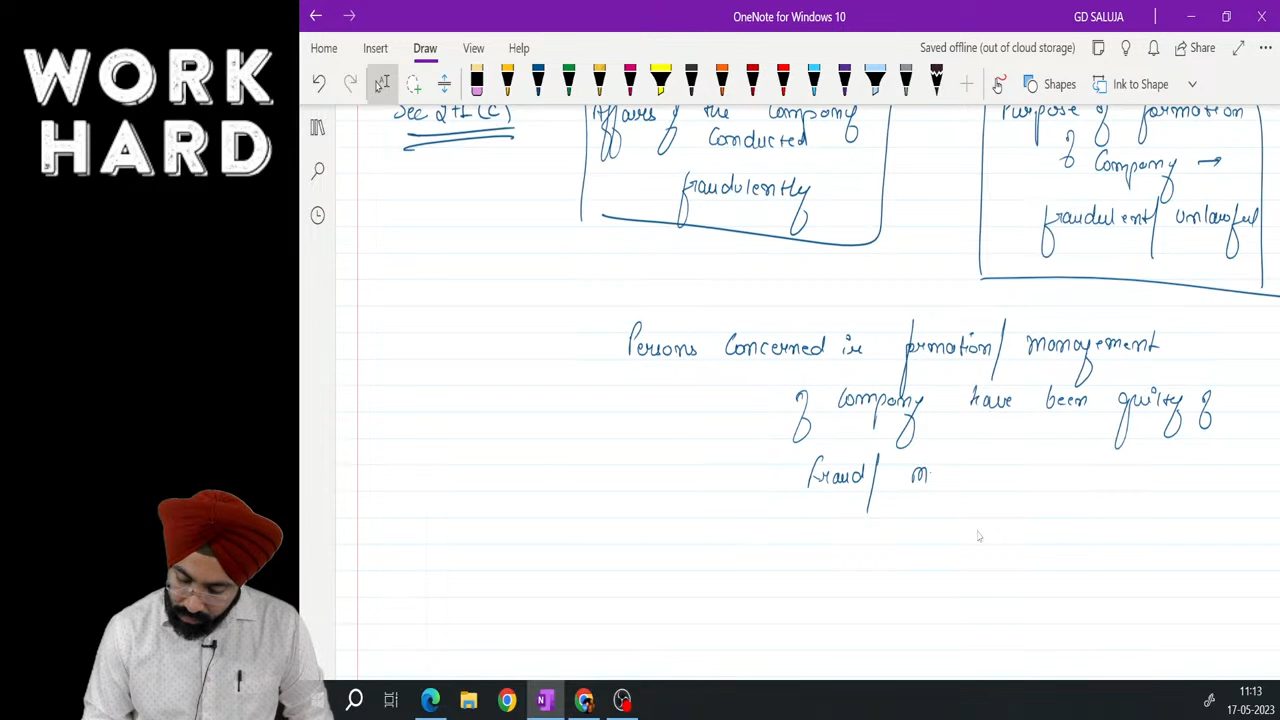 WORK
HARD
OneNote for Windows 10
GD SALUJA
Home
Insert
Draw
View
Help
Saved offline (out of cloud storage)
Share
Shapes
Ink to Shape
Sec 271 (c)
Affairs of the Company
Conducted
fraudulently
Purpose of formation
of Company →
fraudulent/ unlawful
Persons Concerned in formation/ management
of Company have been guilty of
fraud/ m
11:13
17-05-2023